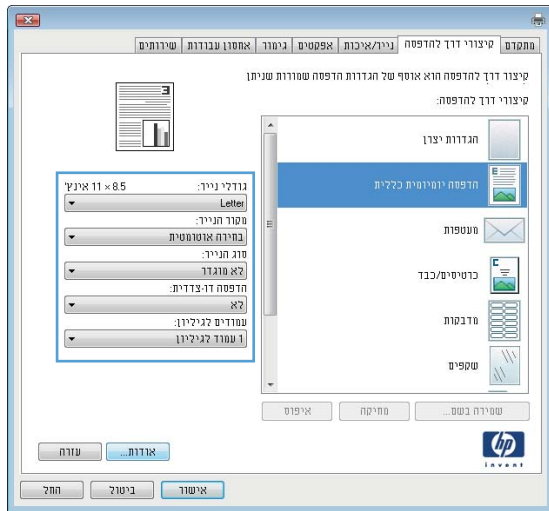 מתקדם קיצורי דרך להדפסה נייר/איכות אפקטים גימור אחסון עבודות שירותים
קיצור דרך להדפסה הוא אוסף של הגדרות הדפסה שמורות שניתן
קיצורי דרך להדפסה:
הגדרות יצרן
הדפסה יומיומית כללית
מעטפות
כרטיסים/כבד
מדבקות
שקפים
גודלי נייר: 8.5 × 11 אינץ'
Letter
מקור הנייר:
בחירה אוטומטית
סוג הנייר:
לא מוגדר
הדפסה דו-צדדית:
לא
עמודים לגיליון:
1 עמוד לגיליון
שמירה בשם... מחיקה איפוס
hp
invent
אודות... עזרה
אישור ביטול החל